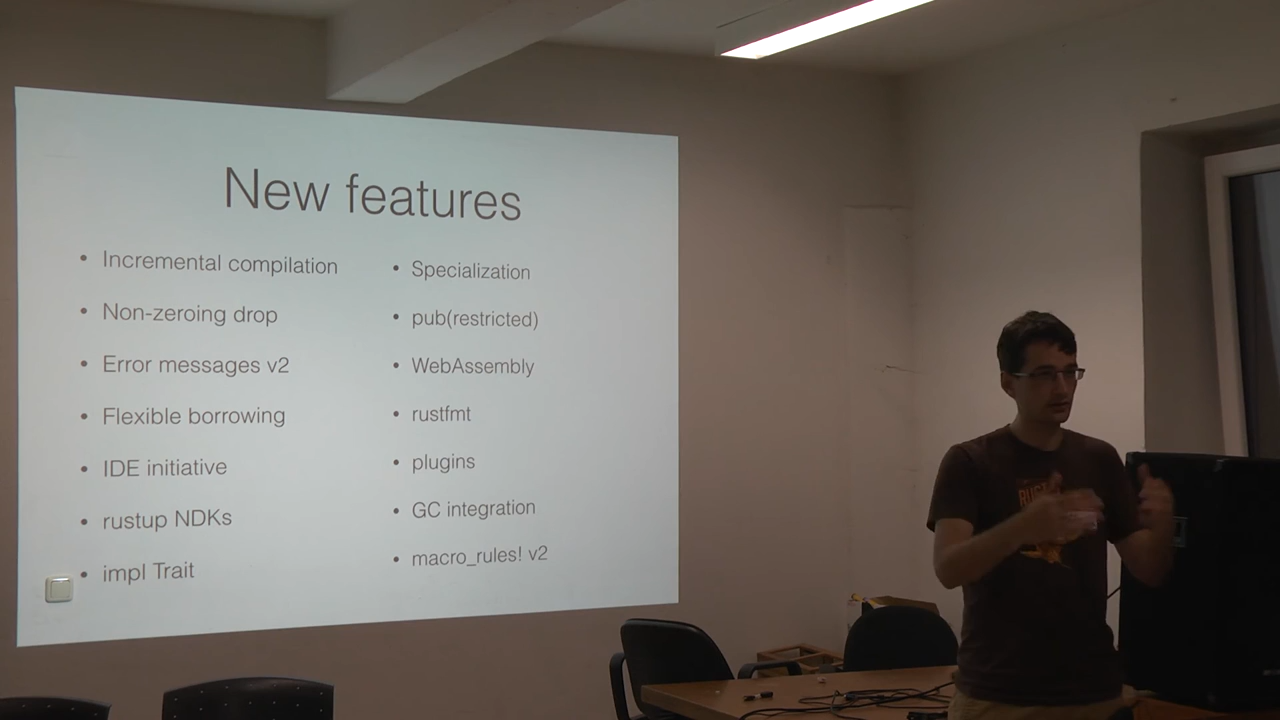 New features
• Incremental compilation
• Non-zeroing drop
• Error messages v2
• Flexible borrowing
• IDE initiative
• rustup NDKs
• impl Trait
• Specialization
• pub(restricted)
• WebAssembly
• rustfmt
• plugins
• GC integration
• macro_rules! v2